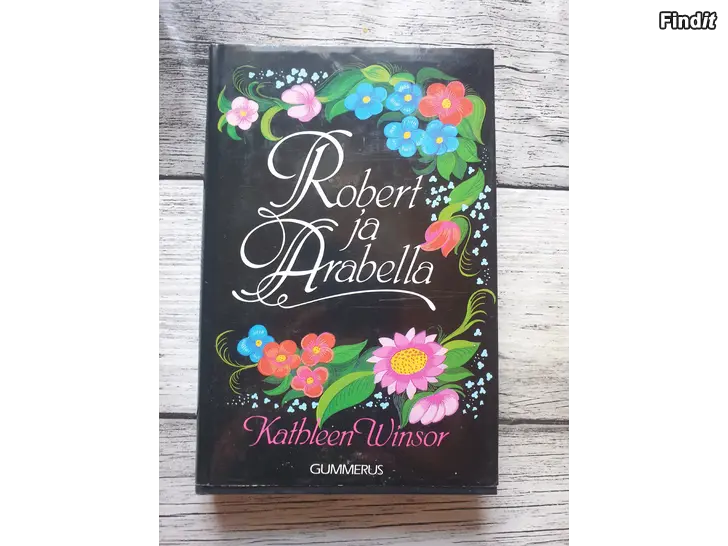 Findit
Robert
ja
Arabella
Kathleen Winsor
GUMMERUS